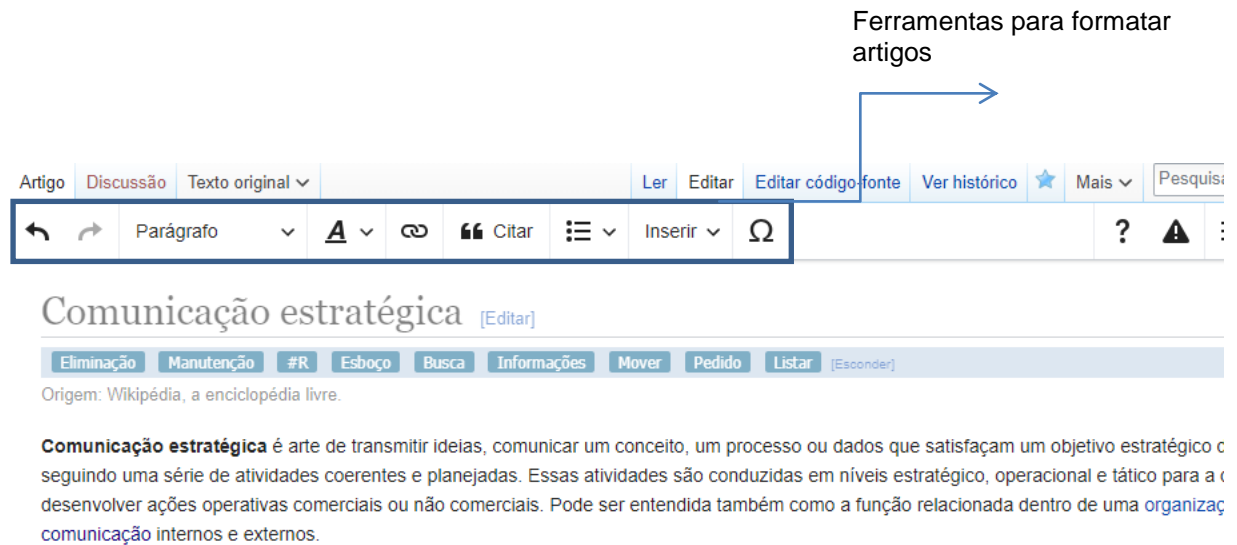 Ferramentas para formatar
artigos
Artigo Discussão Texto original Ler Editar Editar código-fonte Ver histórico Mais
Parágrafo A Citar Inserir Ω ?
Comunicação estratégica [Editar]
Eliminação Manutenção #R Esboço Busca Informações Mover Pedido Listar [Esconder]
Origem: Wikipédia, a enciclopédia livre.
Comunicação estratégica é arte de transmitir ideias, comunicar um conceito, um processo ou dados que satisfaçam um objetivo estratégico
seguindo uma série de atividades coerentes e planejadas. Essas atividades são conduzidas em níveis estratégico, operacional e tático para a
desenvolver ações operativas comerciais ou não comerciais. Pode ser entendida também como a função relacionada dentro de uma
comunicação internos e externos.